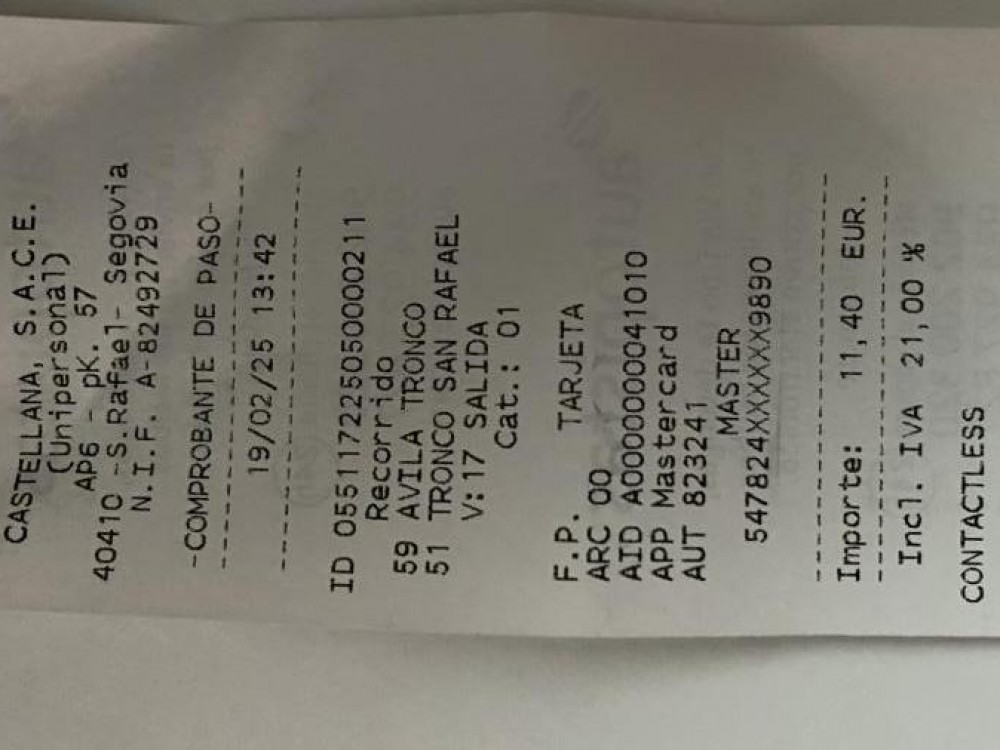 CASTELLANA, S.A.C.E.
(Unipersonal)
AP6 - pK. 57
40410 -S.Rafael- Segovia
N.I.F. A-82492729
-COMPROBANTE DE PASO-
19/02/25 13:42
ID 055117225050000211
Recorrido
59 AVILA TRONCO
51 TRONCO SAN RAFAEL
V:17 SALIDA
Cat.: 01
F.P. TARJETA
ARC 00
AID A0000000041010
APP Mastercard
AUT 823241
MASTER
547824XXXXXX9890
Importe: 11,40 EUR.
Incl. IVA 21,00 %
CONTACTLESS